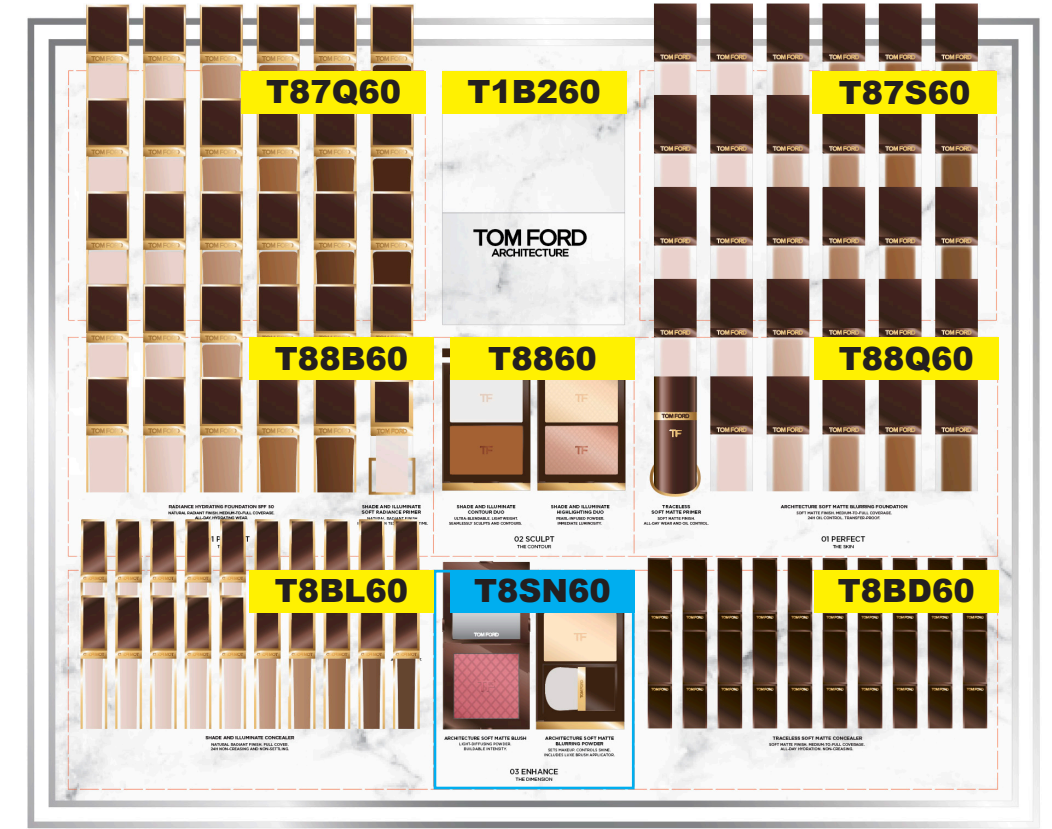 T87Q60
T1B260
T87S60
TOM FORD
ARCHITECTURE
T88B60
T8860
T88Q60
TF
TF
TF
TF
TOM FORD
TF
RADIANCE HYDRATING FOUNDATION SPF 30
NATURAL RADIANT FINISH. MEDIUM-TO-FULL COVERAGE.
ALL-DAY, HYDRATING WEAR.
SHADE AND ILLUMINATE
SOFT RADIANCE PRIMER
NATURAL, RADIANT FINISH.
TIME.
SHADE AND ILLUMINATE
CONTOUR DUO
ULTRA-BLENDABLE, LIGHTWEIGHT.
SEAMLESSLY SCULPTS AND CONTOURS.
SHADE AND ILLUMINATE
HIGHLIGHTING DUO
PEARL-INFUSED POWDER.
IMMEDIATE LUMINOSITY.
02 SCULPT
THE CONTOUR
TRACELESS
SOFT MATTE PRIMER
SOFT MATTE FINISH.
ALL-DAY WEAR AND OIL CONTROL.
ARCHITECTURE SOFT MATTE BLURRING FOUNDATION
SOFT MATTE FINISH. MEDIUM-TO-FULL COVERAGE.
24H OIL CONTROL. TRANSFER-PROOF.
01 PERFECT
THE SKIN
T8BL60
T8SN60
T8BD60
TOM FORD
TF
SHADE AND ILLUMINATE CONCEALER
NATURAL RADIANT FINISH. FULL COVER.
24H NON-CREASING AND NON-SETTLING.
ARCHITECTURE SOFT MATTE BLUSH
LIGHT-DIFFUSING POWDER.
BUILDABLE INTENSITY.
ARCHITECTURE SOFT MATTE
BLURRING POWDER
SETS MAKEUP. CONTROLS SHINE.
INCLUDES LUXE BRUSH APPLICATOR.
03 ENHANCE
THE DIMENSION
TRACELESS SOFT MATTE CONCEALER
SOFT MATTE FINISH. MEDIUM-TO-FULL COVERAGE.
ALL-DAY HYDRATION. NON-CREASING.